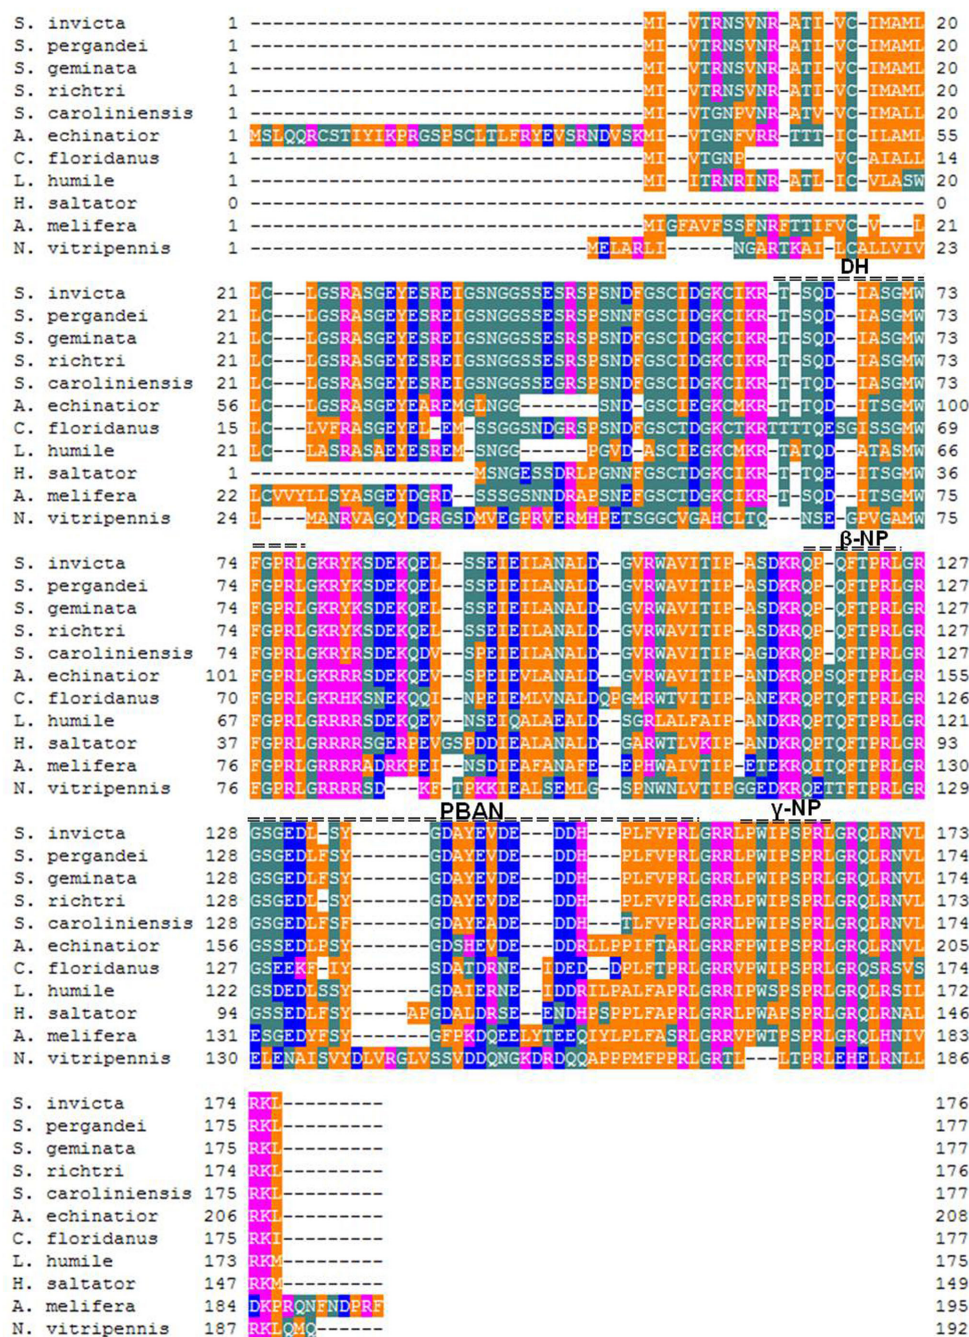 S. invicta 1 -----------------------------------MI--VTRNSVNR-ATI-VC-IMAML 20
S. pergandei 1 -----------------------------------MI--VTRNSVNR-ATI-VC-IMAML 20
S. geminata 1 -----------------------------------MI--VTRNSVNR-ATI-VC-IMAML 20
S. richtri 1 -----------------------------------MI--VTRNSVNR-ATI-VC-IMAML 20
S. caroliniensis 1 -----------------------------------MI--VTGNPVNR-ATV-VC-IMALL 20
A. echinatior 1 MSLQQRCSTIYIKPRGSPSCLTLFRYEVSRNDVSKMI--VTGNFVRR-TTT-IC-ILAML 55
C. floridanus 1 -----------------------------------MI--VTGNP--------VC-AIALL 14
L. humile 1 -----------------------------------MI--ITRNRINR-ATL-IC-VLASW 20
H. saltator 0 ------------------------------------------------------------ 0
A. melifera 1 -----------------------------------MIGFAVFSSFNRFTTIFVC-V---L 21
N. vitripennis 1 ------------------------------MELARLI------NGARTKAI-LCALLVIV 23
DH
S. invicta 21 LC---LGSRASGEYESREIGSNGGSSESRSPSNDFGSCIDGKCIKR-T-SQD--IASGMW 73
S. pergandei 21 LC---LGSRASGEYESREIGSNGGSSESRSPSNNFGSCIDGKCIKR-T-SQD--IASGMW 73
S. geminata 21 LC---LGSRASGEYESREIGSNGGSSESRSPSNDFGSCIDGKCIKR-T-SQD--IASGMW 73
S. richtri 21 LC---LGSRASGEYESREIGSNGGSSESRSPSNDFGSCIDGKCIKR-T-SQD--IASGMW 73
S. caroliniensis 21 LC---LGSRASGEYESREIGSNGGSSEGRSPSNDFGSCIDGKCIKR-T-TQD--IASGMW 73
A. echinatior 56 LC---LGSRASGEYEAREMGLNGG-------SND-GSCIEGKCMKR-T-TQD--ITSGMW 100
C. floridanus 15 LC---LVFRASGEYEL-EM-SSGGSNDGRSPSNDFGSCTDGKCTKRTTTTQESGISSGMW 69
L. humile 21 LC---LASRASAEYESREM-SNGG-------PGVD-ASCIEGKCMKR-TATQD--ATASMW 66
H. saltator 1 --------------------MSNGESSDRLPGNNFGSCTDGKCIKR-T-TQE--ITSGMW 36
A. melifera 22 LCVVYLLSYASGEYDGRD--SSSGSNNDRAPSNEFGSCTDGKCIKR-T-SQD--ITSGMW 75
N. vitripennis 24 L----MANRVAGQYDGRGSDMVEGPRVERMHPETSGGCVGAHCLTQ--NSE-GPVGAMW 75
β-NP
S. invicta 74 FGPRLGKRYKSDEKQEL--SSEIEILANALD--GVRWAVITIP-ASDKRQP-QFTPRLGR 127
S. pergandei 74 FGPRLGKRYKSDEKQEL--SSEIEILANALD--GVRWAVITIP-ASDKRQP-QFTPRLGR 127
S. geminata 74 FGPRLGKRYKSDEKQEL--SSEIEILANALD--GVRWAVITIP-ASDKRQP-QFTPRLGR 127
S. richtri 74 FGPRLGKRYKSDEKQEL--SSEIEILANALD--GVRWAVITIP-ASDKRQP-QFTPRLGR 127
S. caroliniensis 74 FGPRLGKRYRSDEKQDV--SPEIEILANALD--GVRWAVITIP-ASDKRQP-QFTPRLGR 127
A. echinatior 101 FGPRLGKRRRSDEKQEV--SPEIEVLANALD--GVRWAVITIP-ASDKRQPSQFTPRLGR 155
C. floridanus 70 FGPRLGKRHKSNEKQQI--NPEIEMLVNALDQPGMRWTVITIP-ANEKRQPTQFTPRLGR 126
L. humile 67 FGPRLGRRRRSDEKQEV--NSEIQALAEALD--SGRLALFAIP-ANDKRQPTQFTPRLGR 121
H. saltator 37 FGPRLGRRRRSGERPEVGSPDDIEALANALD--GARWTLVKIP-ANDKRQPTQFTPRLGR 93
A. melifera 76 FGPRLGRRRRADRKPEI--NSDIEAFANAFE--EPHWAIVTIP-ETEKRQITQFTPRLGR 130
N. vitripennis 76 FGPRLGRRRRSD---KF-TPKKIEALSEMLG--SPNWNLVTIPGGEDKRQETTFTPRLGR 129
PBAN γ-NP
S. invicta 128 GSGEDL-SY-------GDAYEVDE---DDH---PLFVPRLGRRLPWIPSPRLGRQLRNVL 173
S. pergandei 128 GSGEDLFSY-------GDAYEVDE---DDH---PLFVPRLGRRLPWIPSPRLGRQLRNVL 174
S. geminata 128 GSGEDLFSY-------GDAYEVDE---DDH---PLFVPRLGRRLPWIPSPRLGRQLRNVL 174
S. richtri 128 GSGEDL-SY-------GDAYEVDE---DDH---PLFVPRLGRRLPWIPSPRLGRQLRNVL 173
S. caroliniensis 128 GSGEDLFSF-------GDAYEADE---DDH---TLFVPRLGRRLPWIPSPRLGRQLRNVL 174
A. echinatior 156 GSSEDLPSY-------GDSHEVDE---DDRLLPPIFTARLGRRFPWIPSPRLGRQLRNVL 205
C. floridanus 127 GSEEKF-IY-------SDATDRNE--IDED--DPLFTPRLGRRVPWIPSPRLGRQSRSVS 174
L. humile 122 GSDEDLSSY-------GDAIERNE--IDDRILPALFAPRLGRRIPWSPSPRLGRQLRSIL 172
H. saltator 94 GSSEDLFSY-----APGDALDRSE--ENDHPSPPLFAPRLGRRLPWAPSPRLGRQLRNAL 146
A. melifera 131 ESGEDYFSY-------GFPKDQEELYTEEQIYLPLFASRLGRRVPWTPSPRLGRQLHNIV 183
N. vitripennis 130 ELENAISVYDLVRGLVSSVDDQNGKDRDQQAPPPMFPPRLGRTL---LTPRLEHELRNLL 186
S. invicta 174 RKL--------- 176
S. pergandei 175 RKL--------- 177
S. geminata 175 RKL--------- 177
S. richtri 174 RKL--------- 176
S. caroliniensis 175 RKL--------- 177
A. echinatior 206 RKL--------- 208
C. floridanus 175 RKI--------- 177
L. humile 173 RKM--------- 175
H. saltator 147 RKM--------- 149
A. melifera 184 DKPRQNFNDPRF 195
N. vitripennis 187 RKLQMQ------ 192